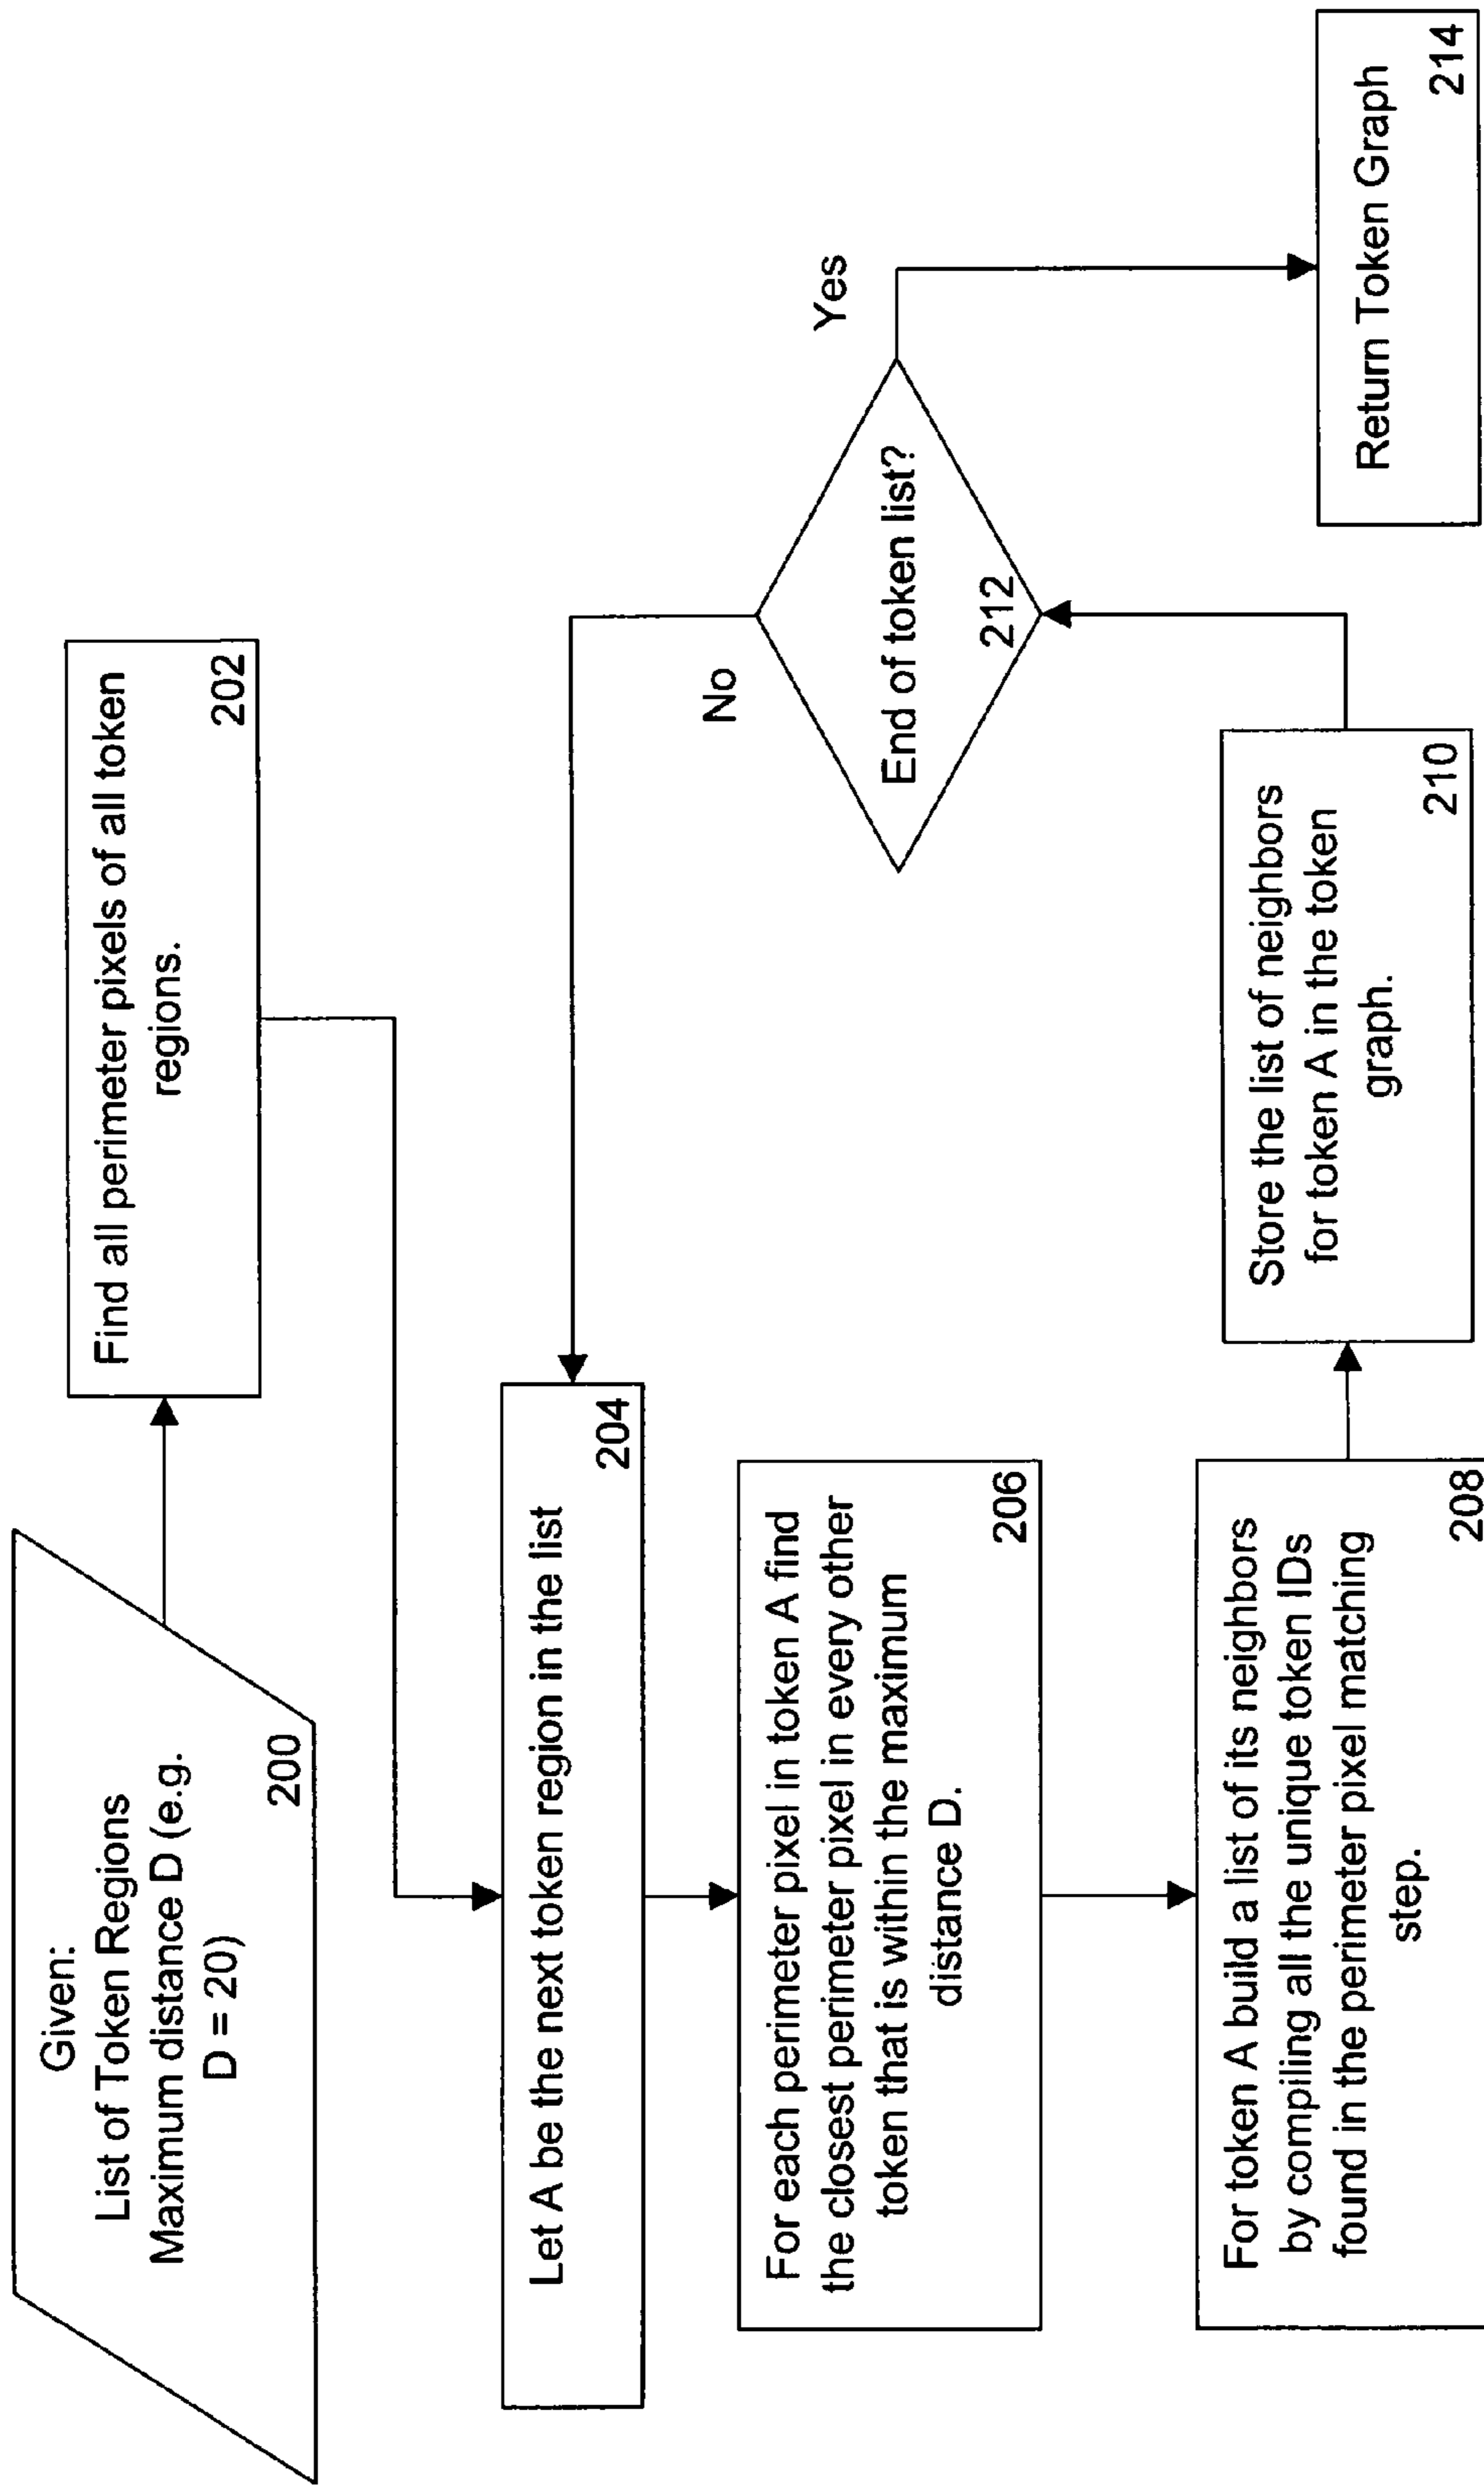 Given:
List of Token Regions
Maximum distance D (e.g.
D = 20)
200
Find all perimeter pixels of all token
regions.
202
Let A be the next token region in the list
204
For each perimeter pixel in token A find
the closest perimeter pixel in every other
token that is within the maximum
distance D.
206
For token A build a list of its neighbors
by compiling all the unique token IDs
found in the perimeter pixel matching
step.
208
Store the list of neighbors
for token A in the token
graph.
210
End of token list?
212
No
Yes
Return Token Graph
214